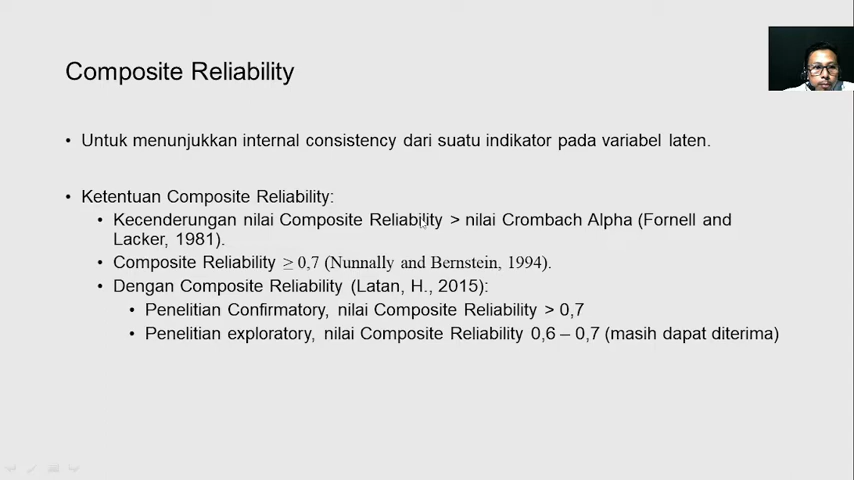 Composite Reliability
• Untuk menunjukkan internal consistency dari suatu indikator pada variabel laten.
• Ketentuan Composite Reliability:
• Kecenderungan nilai Composite Reliability > nilai Crombach Alpha (Fornell and
Lacker, 1981).
• Composite Reliability ≥ 0,7 (Nunnally and Bernstein, 1994).
• Dengan Composite Reliability (Latan, H., 2015):
• Penelitian Confirmatory, nilai Composite Reliability > 0,7
• Penelitian exploratory, nilai Composite Reliability 0,6 – 0,7 (masih dapat diterima)